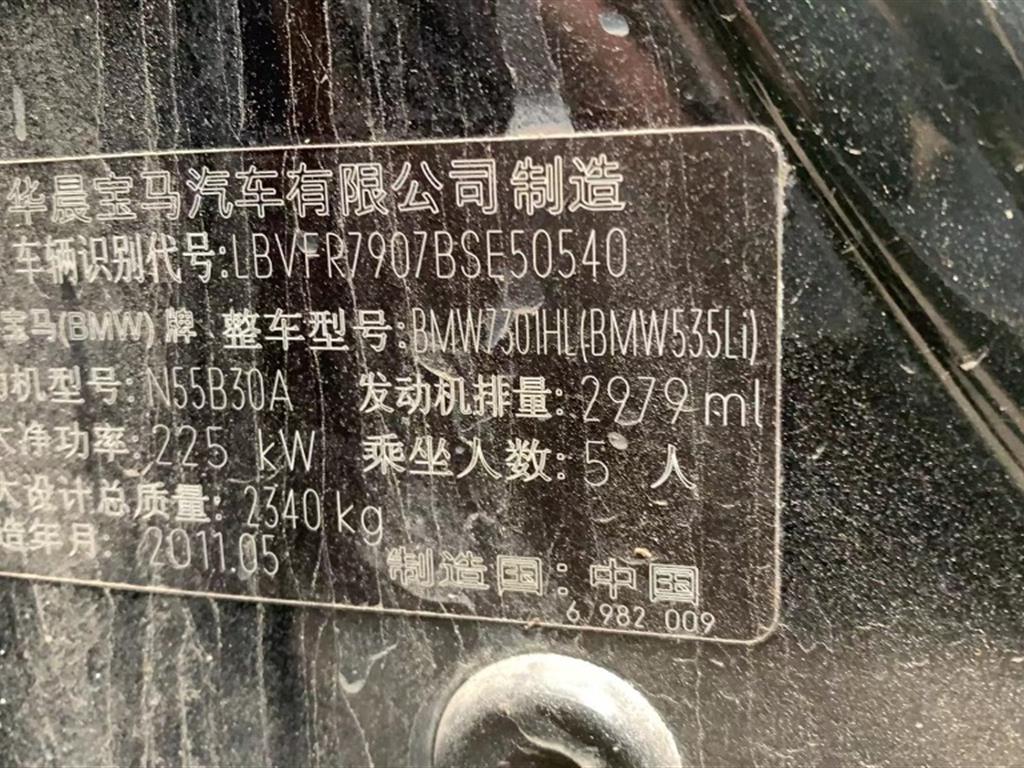 华晨宝马汽车有限公司制造
车辆识别代号:LBVFR7907BSE50540
宝马(BMW)牌 整车型号:BMW7301HL(BMW535Li)
动机型号:N55B30A 发动机排量:2979 ml
大净功率:225 kW 乘坐人数:5 人
大设计总质量:2340 kg
造年月:2011.05
制造国:中国
6 982 009